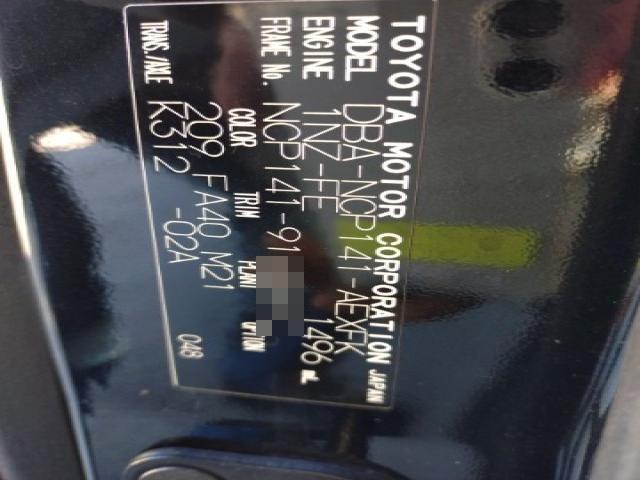 TOYOTA MOTOR CORPORATION JAPAN
MODEL DBA-NCP141-AEXFK
ENGINE 1NZ-FE 1496 mL
FRAME No. NCP141-91
COLOR TRIM PLANT OPTION
209 FA40 M21
TRANS./AXLE K312 -02A 048